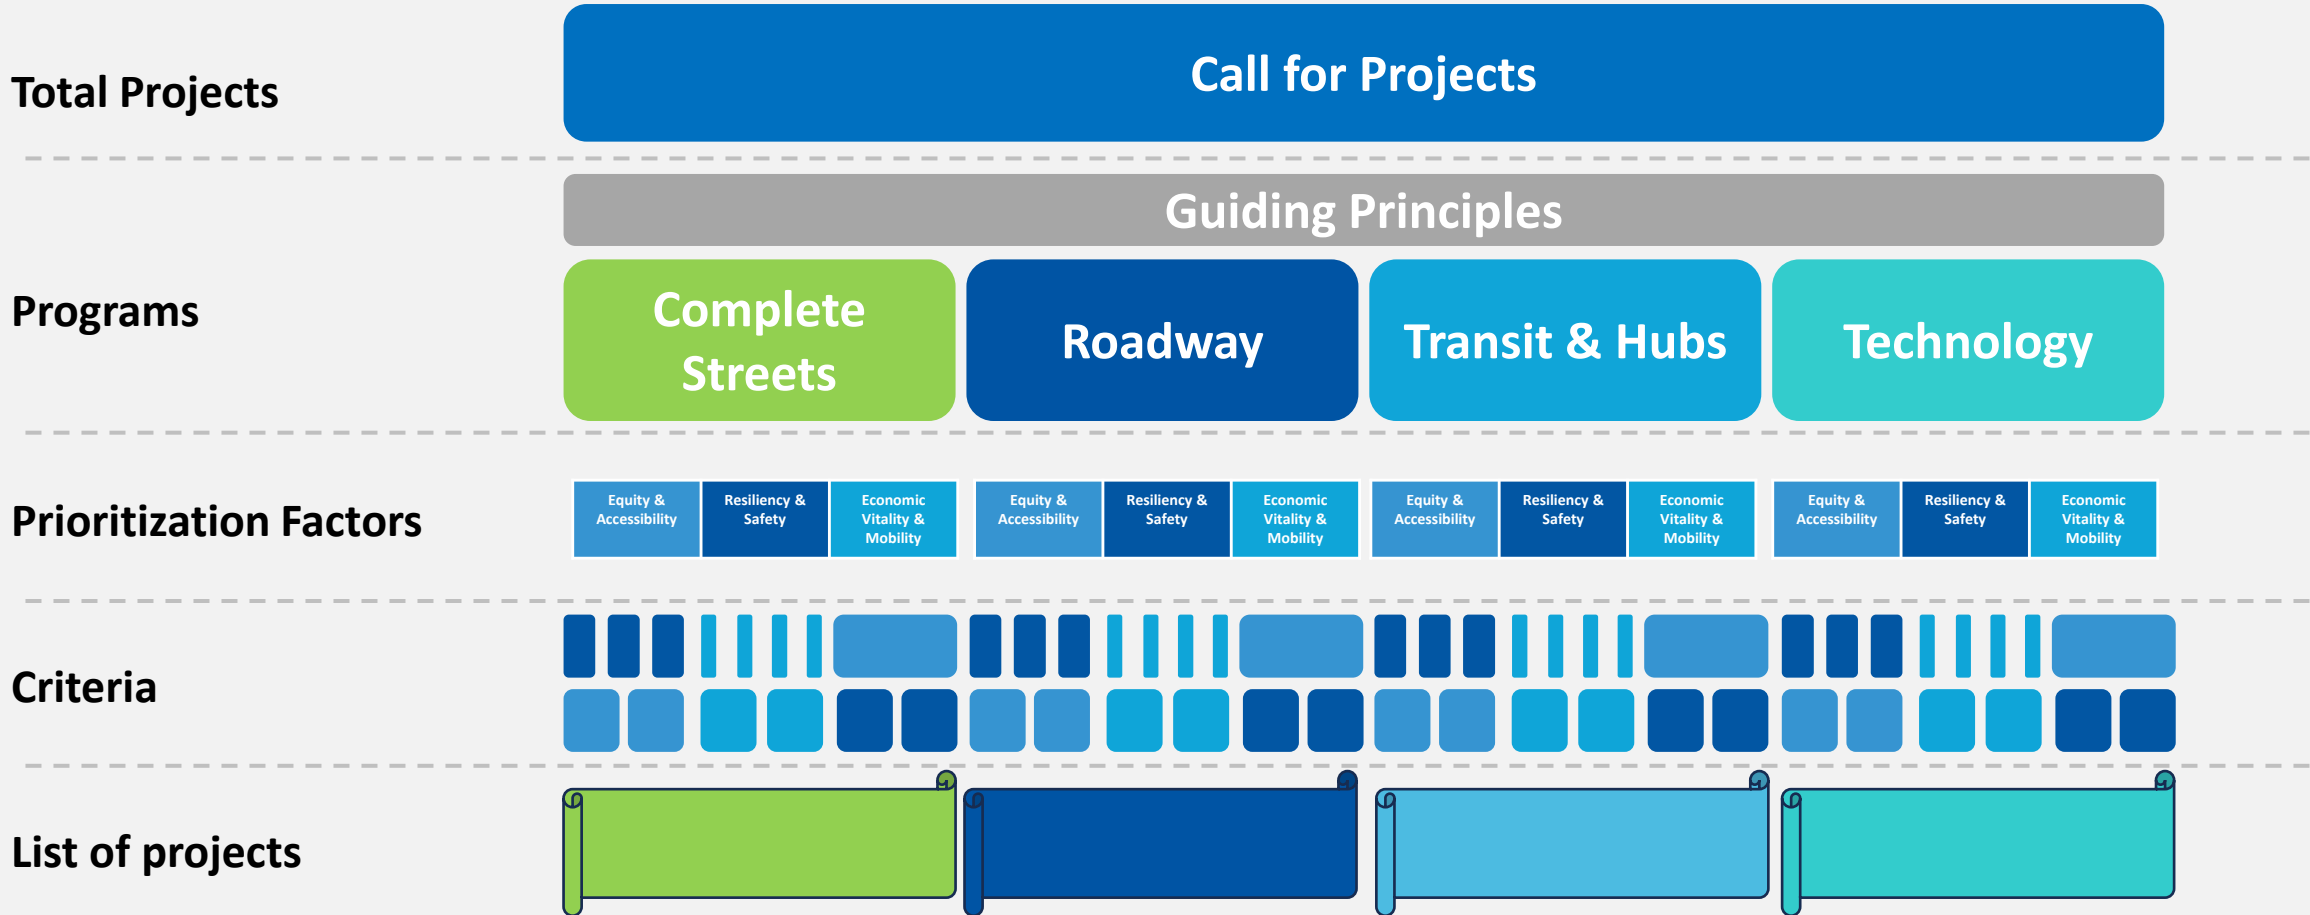 Total Projects
Call for Projects
Guiding Principles
Programs
Complete
Streets
Roadway
Transit & Hubs
Technology
Prioritization Factors
Equity &
Accessibility
Resiliency &
Safety
Economic
Vitality &
Mobility
Equity &
Accessibility
Resiliency &
Safety
Economic
Vitality &
Mobility
Equity &
Accessibility
Resiliency &
Safety
Economic
Vitality &
Mobility
Equity &
Accessibility
Resiliency &
Safety
Economic
Vitality &
Mobility
Criteria
List of projects